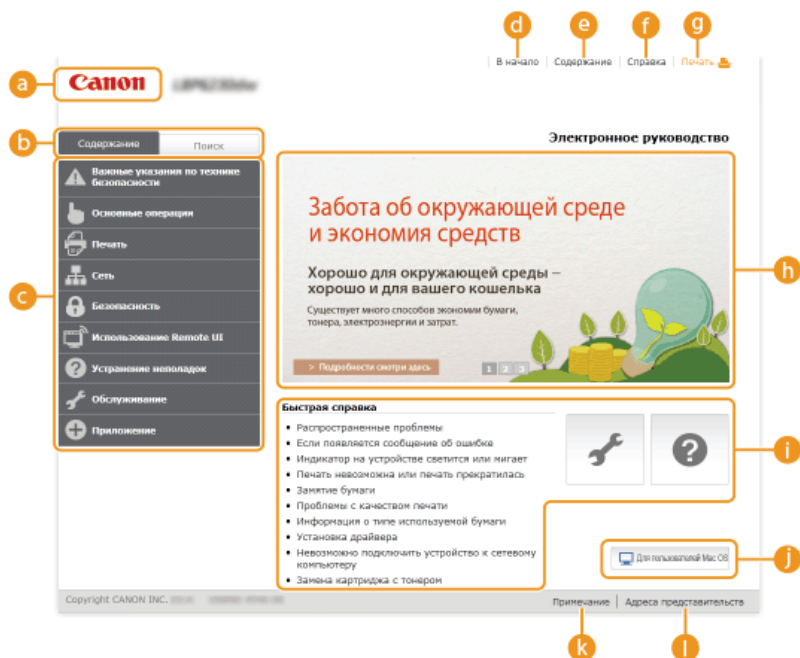 d e f g
В начало Содержание Справка Печать
a Canon
b Содержание Поиск
Электронное руководство
Важные указания по технике
безопасности
Основные операции
Печать
Сеть
c Безопасность
Использование Remote UI
Устранение неполадок
Обслуживание
Приложение
Забота об окружающей среде
и экономия средств
h
Хорошо для окружающей среды –
хорошо и для вашего кошелька
Существует много способов экономии бумаги,
тонера, электроэнергии и затрат.
> Подробности смотри здесь 1 2 3
Быстрая справка
Распространенные проблемы
Если появляется сообщение об ошибке
Индикатор на устройстве светится или мигает
i
Печать невозможна или печать прекратилась
Замятие бумаги
Проблемы с качеством печати
Информация о типе используемой бумаги
Установка драйвера
Невозможно подключить устройство к сетевому
компьютеру
Замена картриджа с тонером
Для пользователей Mac OS j
Copyright CANON INC.
Примечание Адреса представительств
k l